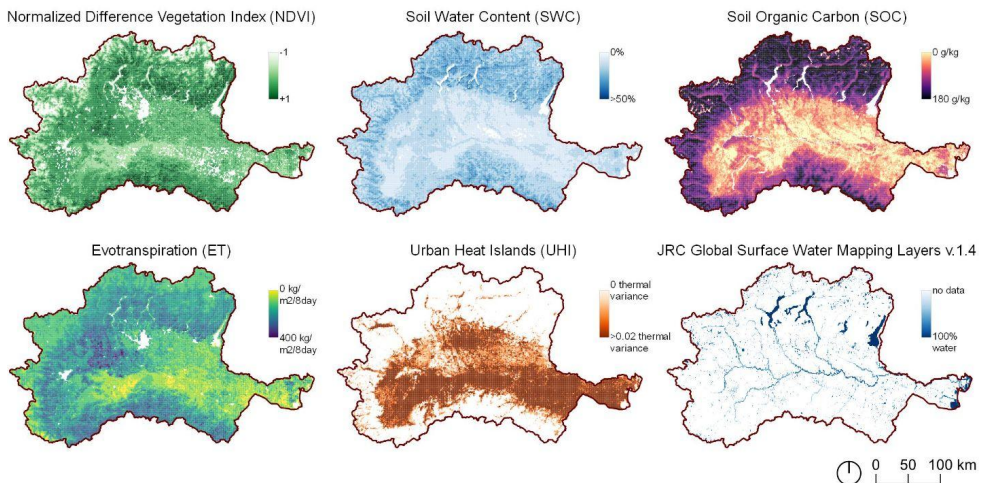 Normalized Difference Vegetation Index (NDVI)
-1
+1
Soil Water Content (SWC)
0%
>50%
Soil Organic Carbon (SOC)
0 g/kg
180 g/kg
Evotranspiration (ET)
0 kg/
m2/8day
400 kg/
m2/8day
Urban Heat Islands (UHI)
0 thermal
variance
>0.02 thermal
variance
JRC Global Surface Water Mapping Layers v.1.4
no data
100%
water
0 50 100 km